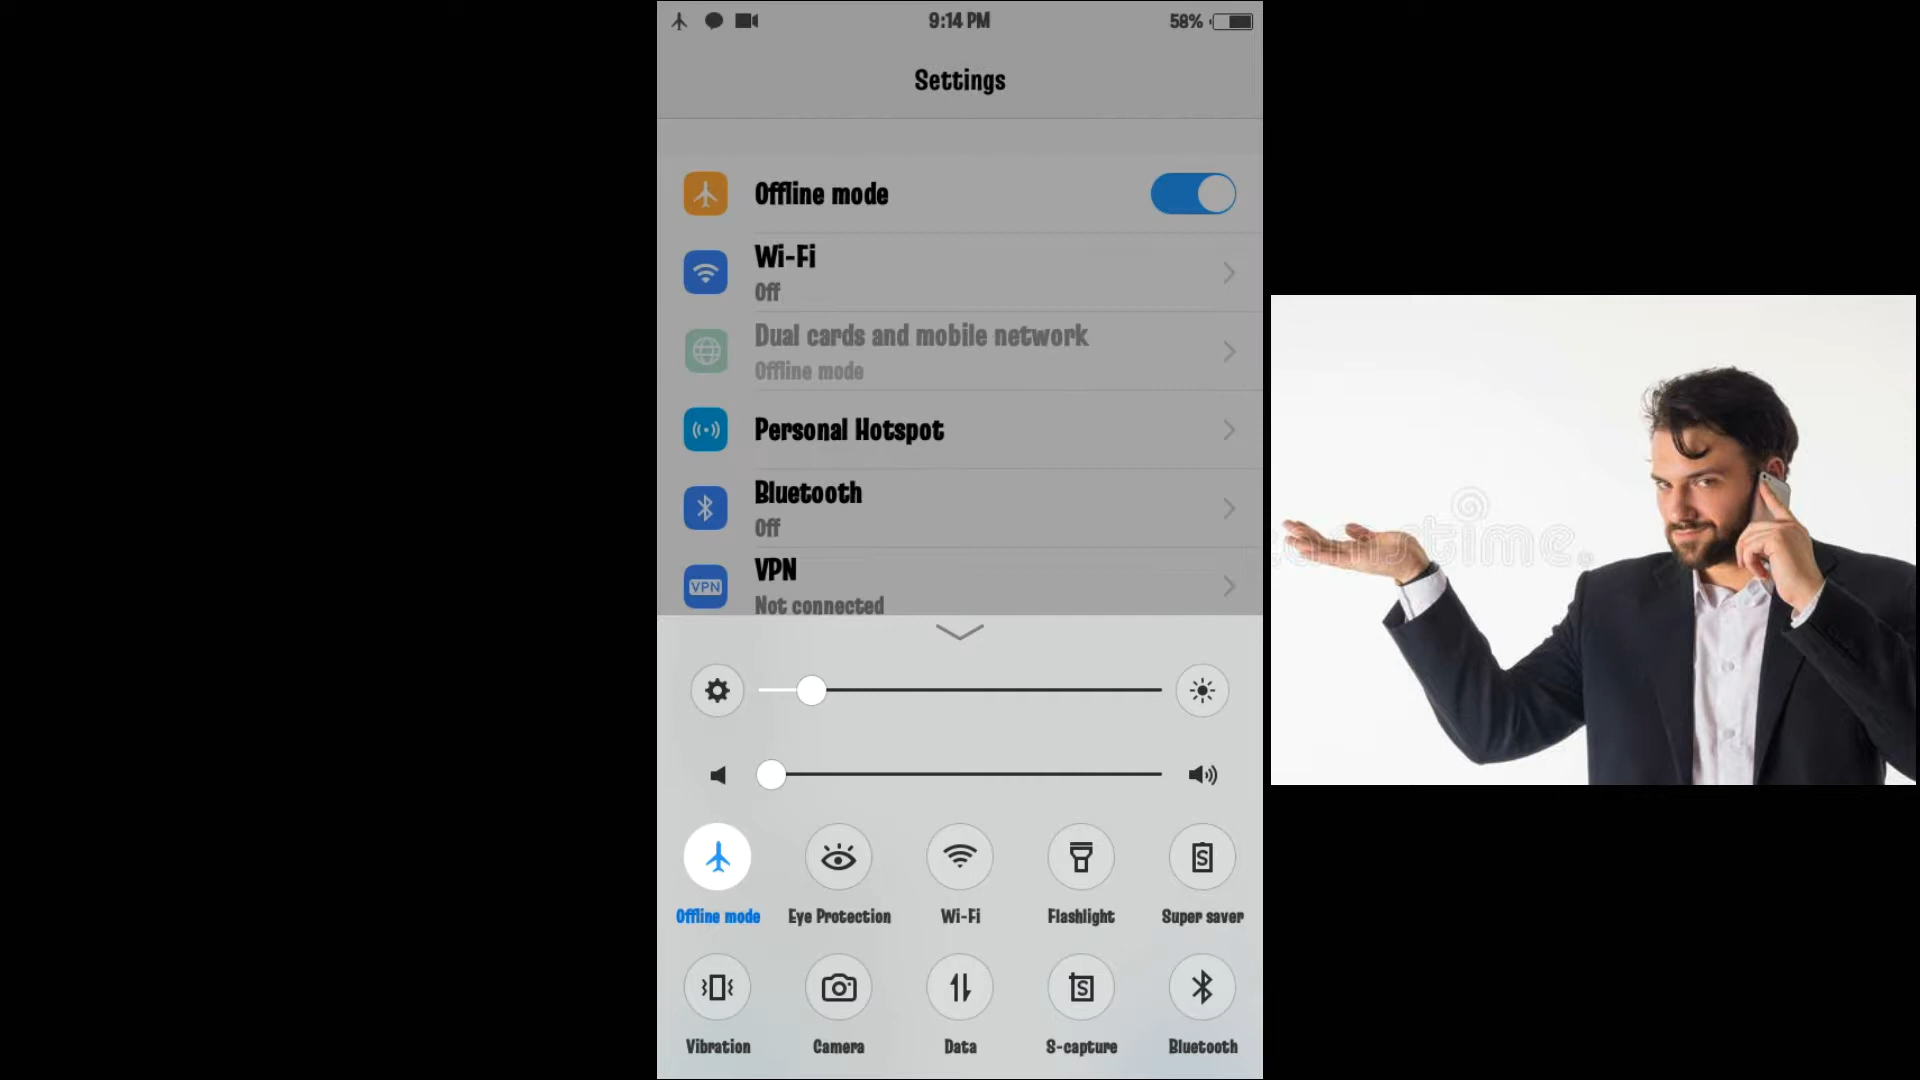 9:14 PM
58%
Settings
Offline mode
Wi-Fi
Off
Dual cards and mobile network
Offline mode
Personal Hotspot
Bluetooth
Off
VPN
VPN
Not connected
Offline mode
Eye Protection
Wi-Fi
Flashlight
Super saver
S
Vibration
Camera
Data
S-capture
S
Bluetooth